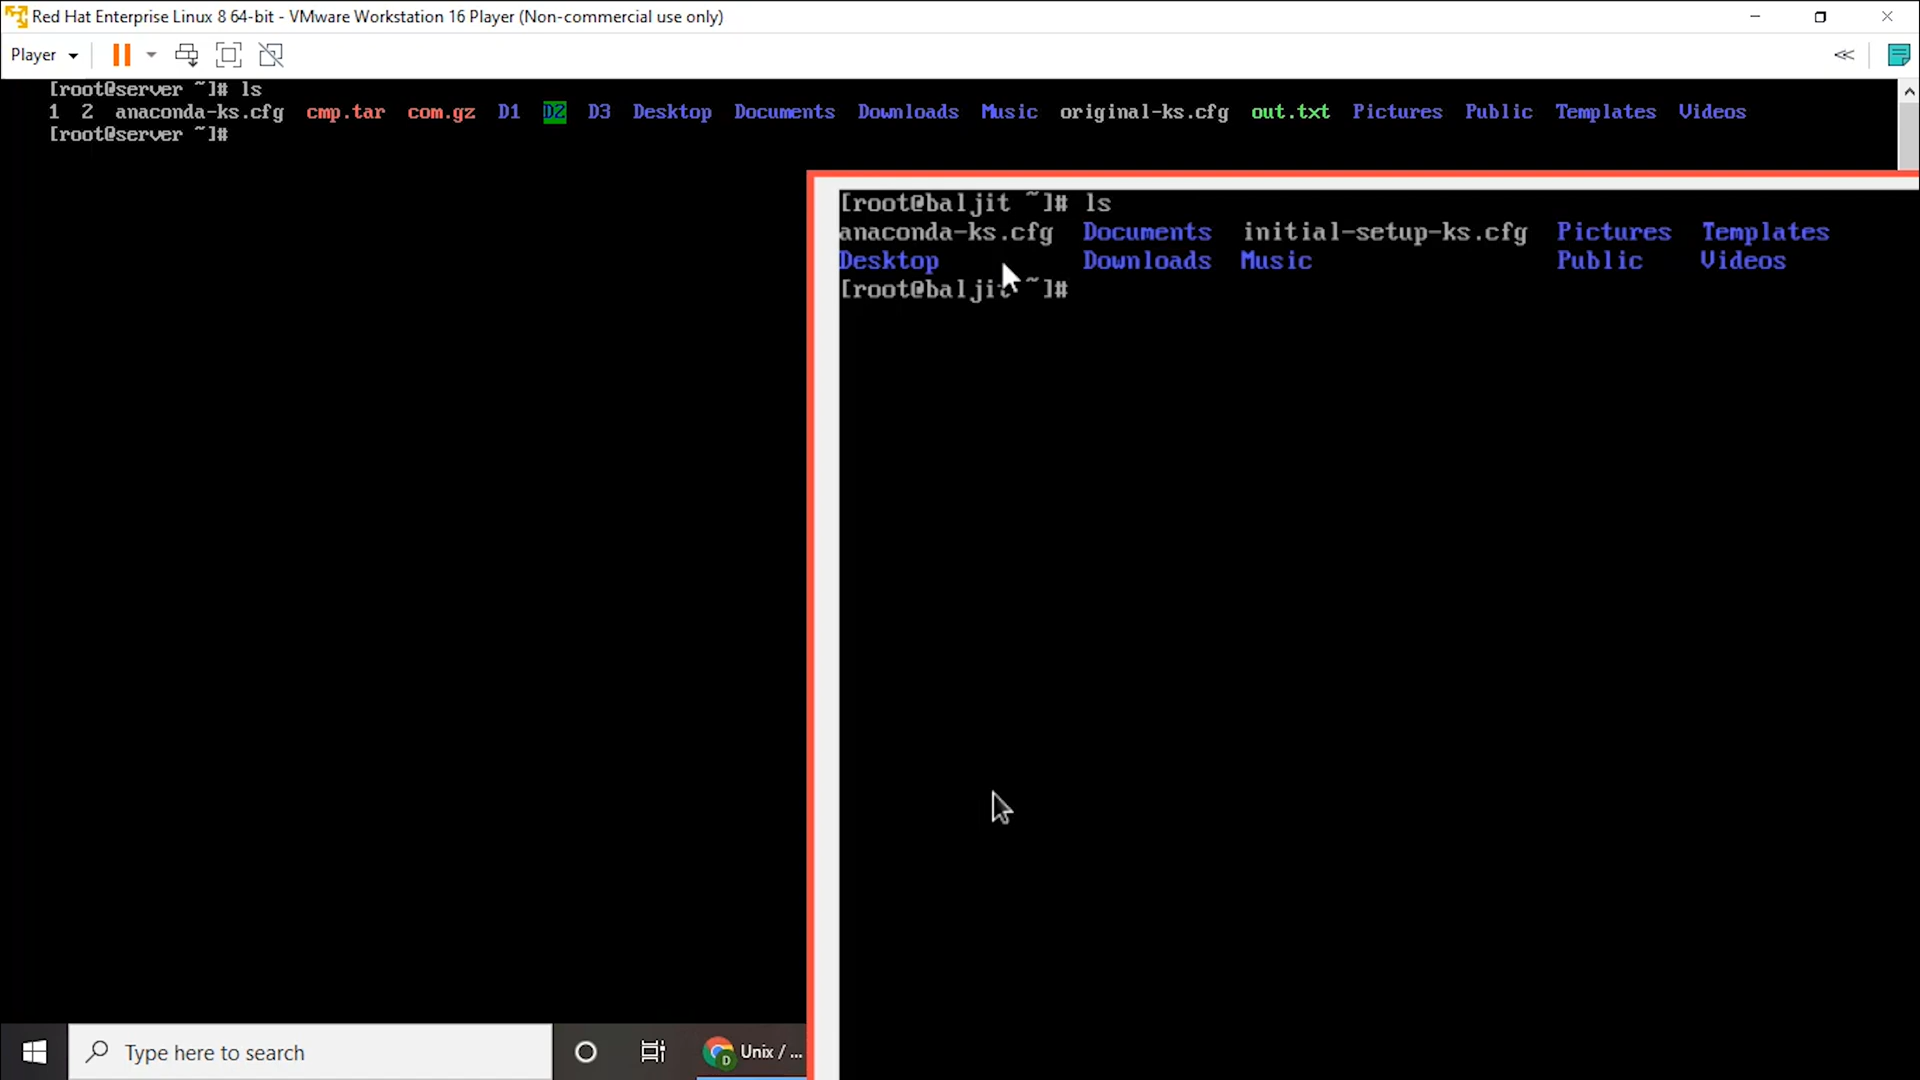 Red Hat Enterprise Linux 8 64-bit - VMware Workstation 16 Player (Non-commercial use only)
Player
[root@server ~]# ls
1 2 anaconda-ks.cfg cmp.tar com.gz D1 D2 D3 Desktop Documents Downloads Music original-ks.cfg out.txt Pictures Public Templates Videos
[root@server ~]#
[root@baljit ~]# ls
anaconda-ks.cfg Documents initial-setup-ks.cfg Pictures Templates
Desktop Downloads Music Public Videos
[root@baljit ~]#
Type here to search
D
Unix / ...